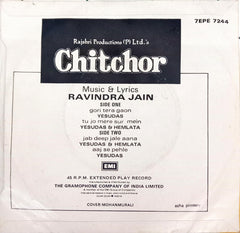 7EPE 7244
Rajshri Productions (P) Ltd.'s
Chitchor
Music & Lyrics
RAVINDRA JAIN
SIDE ONE
gori tera gaon
YESUDAS
tu jo mere sur mein
YESUDAS & HEMLATA
SIDE TWO
jab deep jale aana
YESUDAS & HEMLATA
aaj se pehle
YESUDAS
EMI
45 R.P.M. EXTENDED PLAY RECORD
THE GRAMOPHONE COMPANY OF INDIA LIMITED
COVER:MOHANMURALI